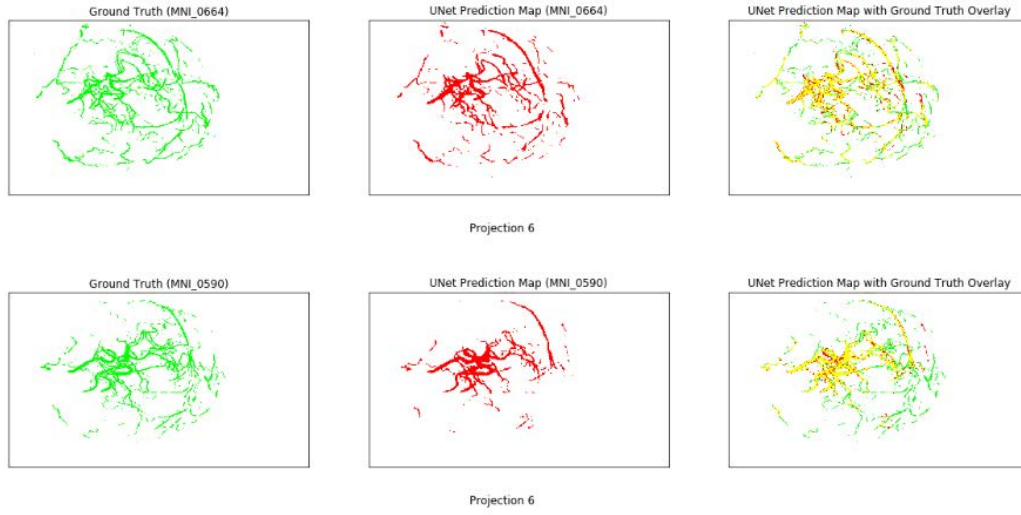 Ground Truth (MNI_0664)
UNet Prediction Map (MNI_0664)
UNet Prediction Map with Ground Truth Overlay
Projection 6
Ground Truth (MNI_0590)
UNet Prediction Map (MNI_0590)
UNet Prediction Map with Ground Truth Overlay
Projection 6